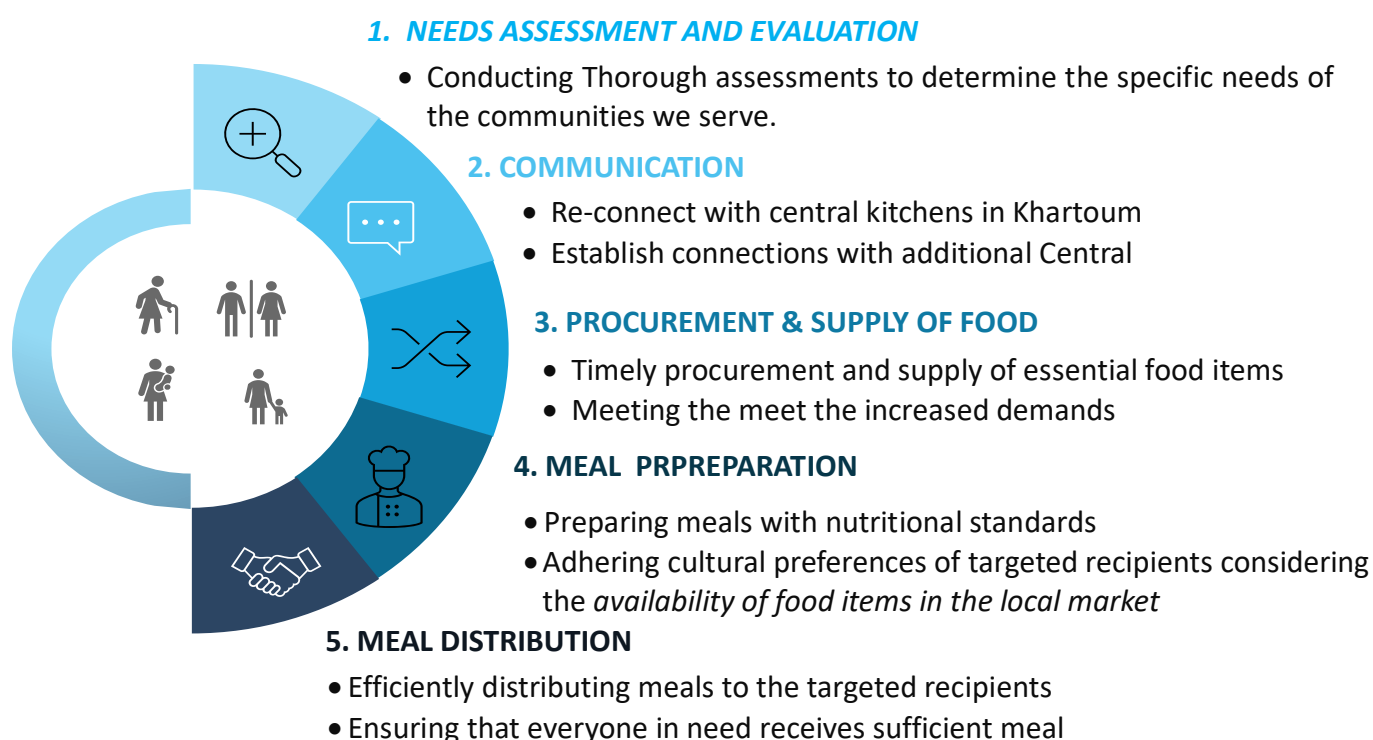 1. NEEDS ASSESSMENT AND EVALUATION
• Conducting Thorough assessments to determine the specific needs of
the communities we serve.
2. COMMUNICATION
• Re-connect with central kitchens in Khartoum
• Establish connections with additional Central
3. PROCUREMENT & SUPPLY OF FOOD
• Timely procurement and supply of essential food items
• Meeting the meet the increased demands
4. MEAL PRPREPARATION
• Preparing meals with nutritional standards
• Adhering cultural preferences of targeted recipients considering
the availability of food items in the local market
5. MEAL DISTRIBUTION
• Efficiently distributing meals to the targeted recipients
• Ensuring that everyone in need receives sufficient meal